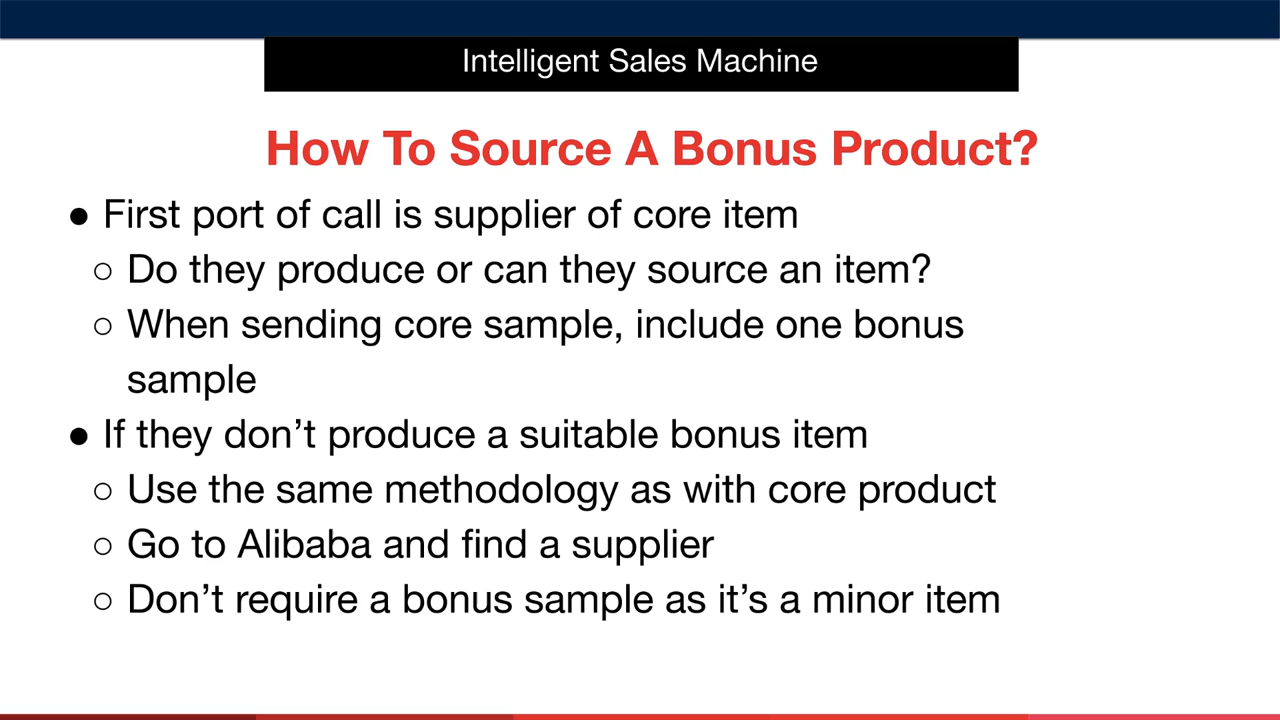 Intelligent Sales Machine
How To Source A Bonus Product?
● First port of call is supplier of core item
○ Do they produce or can they source an item?
○ When sending core sample, include one bonus
sample
● If they don’t produce a suitable bonus item
○ Use the same methodology as with core product
○ Go to Alibaba and find a supplier
○ Don’t require a bonus sample as it’s a minor item